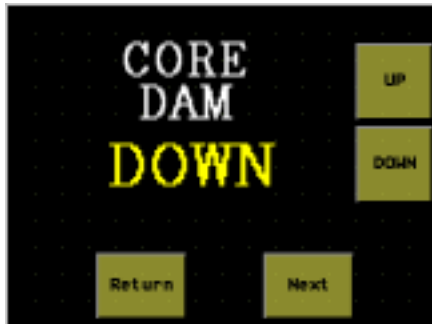 CORE
DAM
DOWN
UP
DOWN
Return
Next